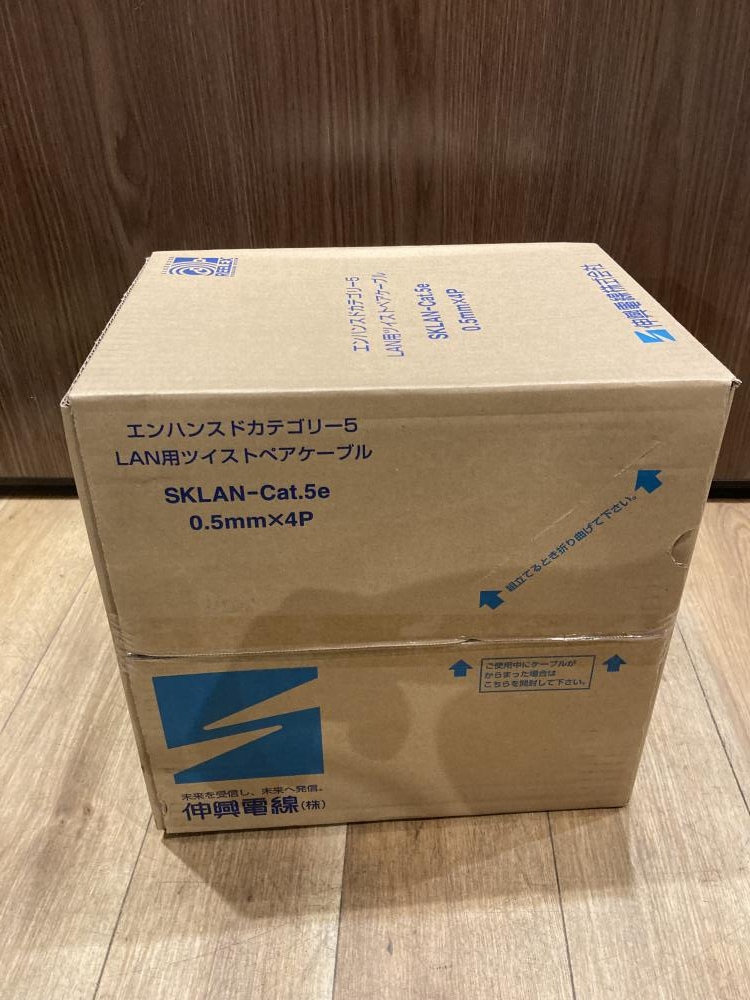 REELEX
エンハンスドカテゴリー5
LAN用ツイストペアケーブル
SKLAN-Cat.5e
0.5mm×4P
伸興電線株式会社
エンハンスドカテゴリー5
LAN用ツイストペアケーブル
SKLAN-Cat.5e
0.5mm×4P
組立てるとき折り曲げて下さい。
ご使用中にケーブルが
からまった場合は
こちらを開封して下さい。
未来を受信し、未来へ発信。
伸興電線(株)